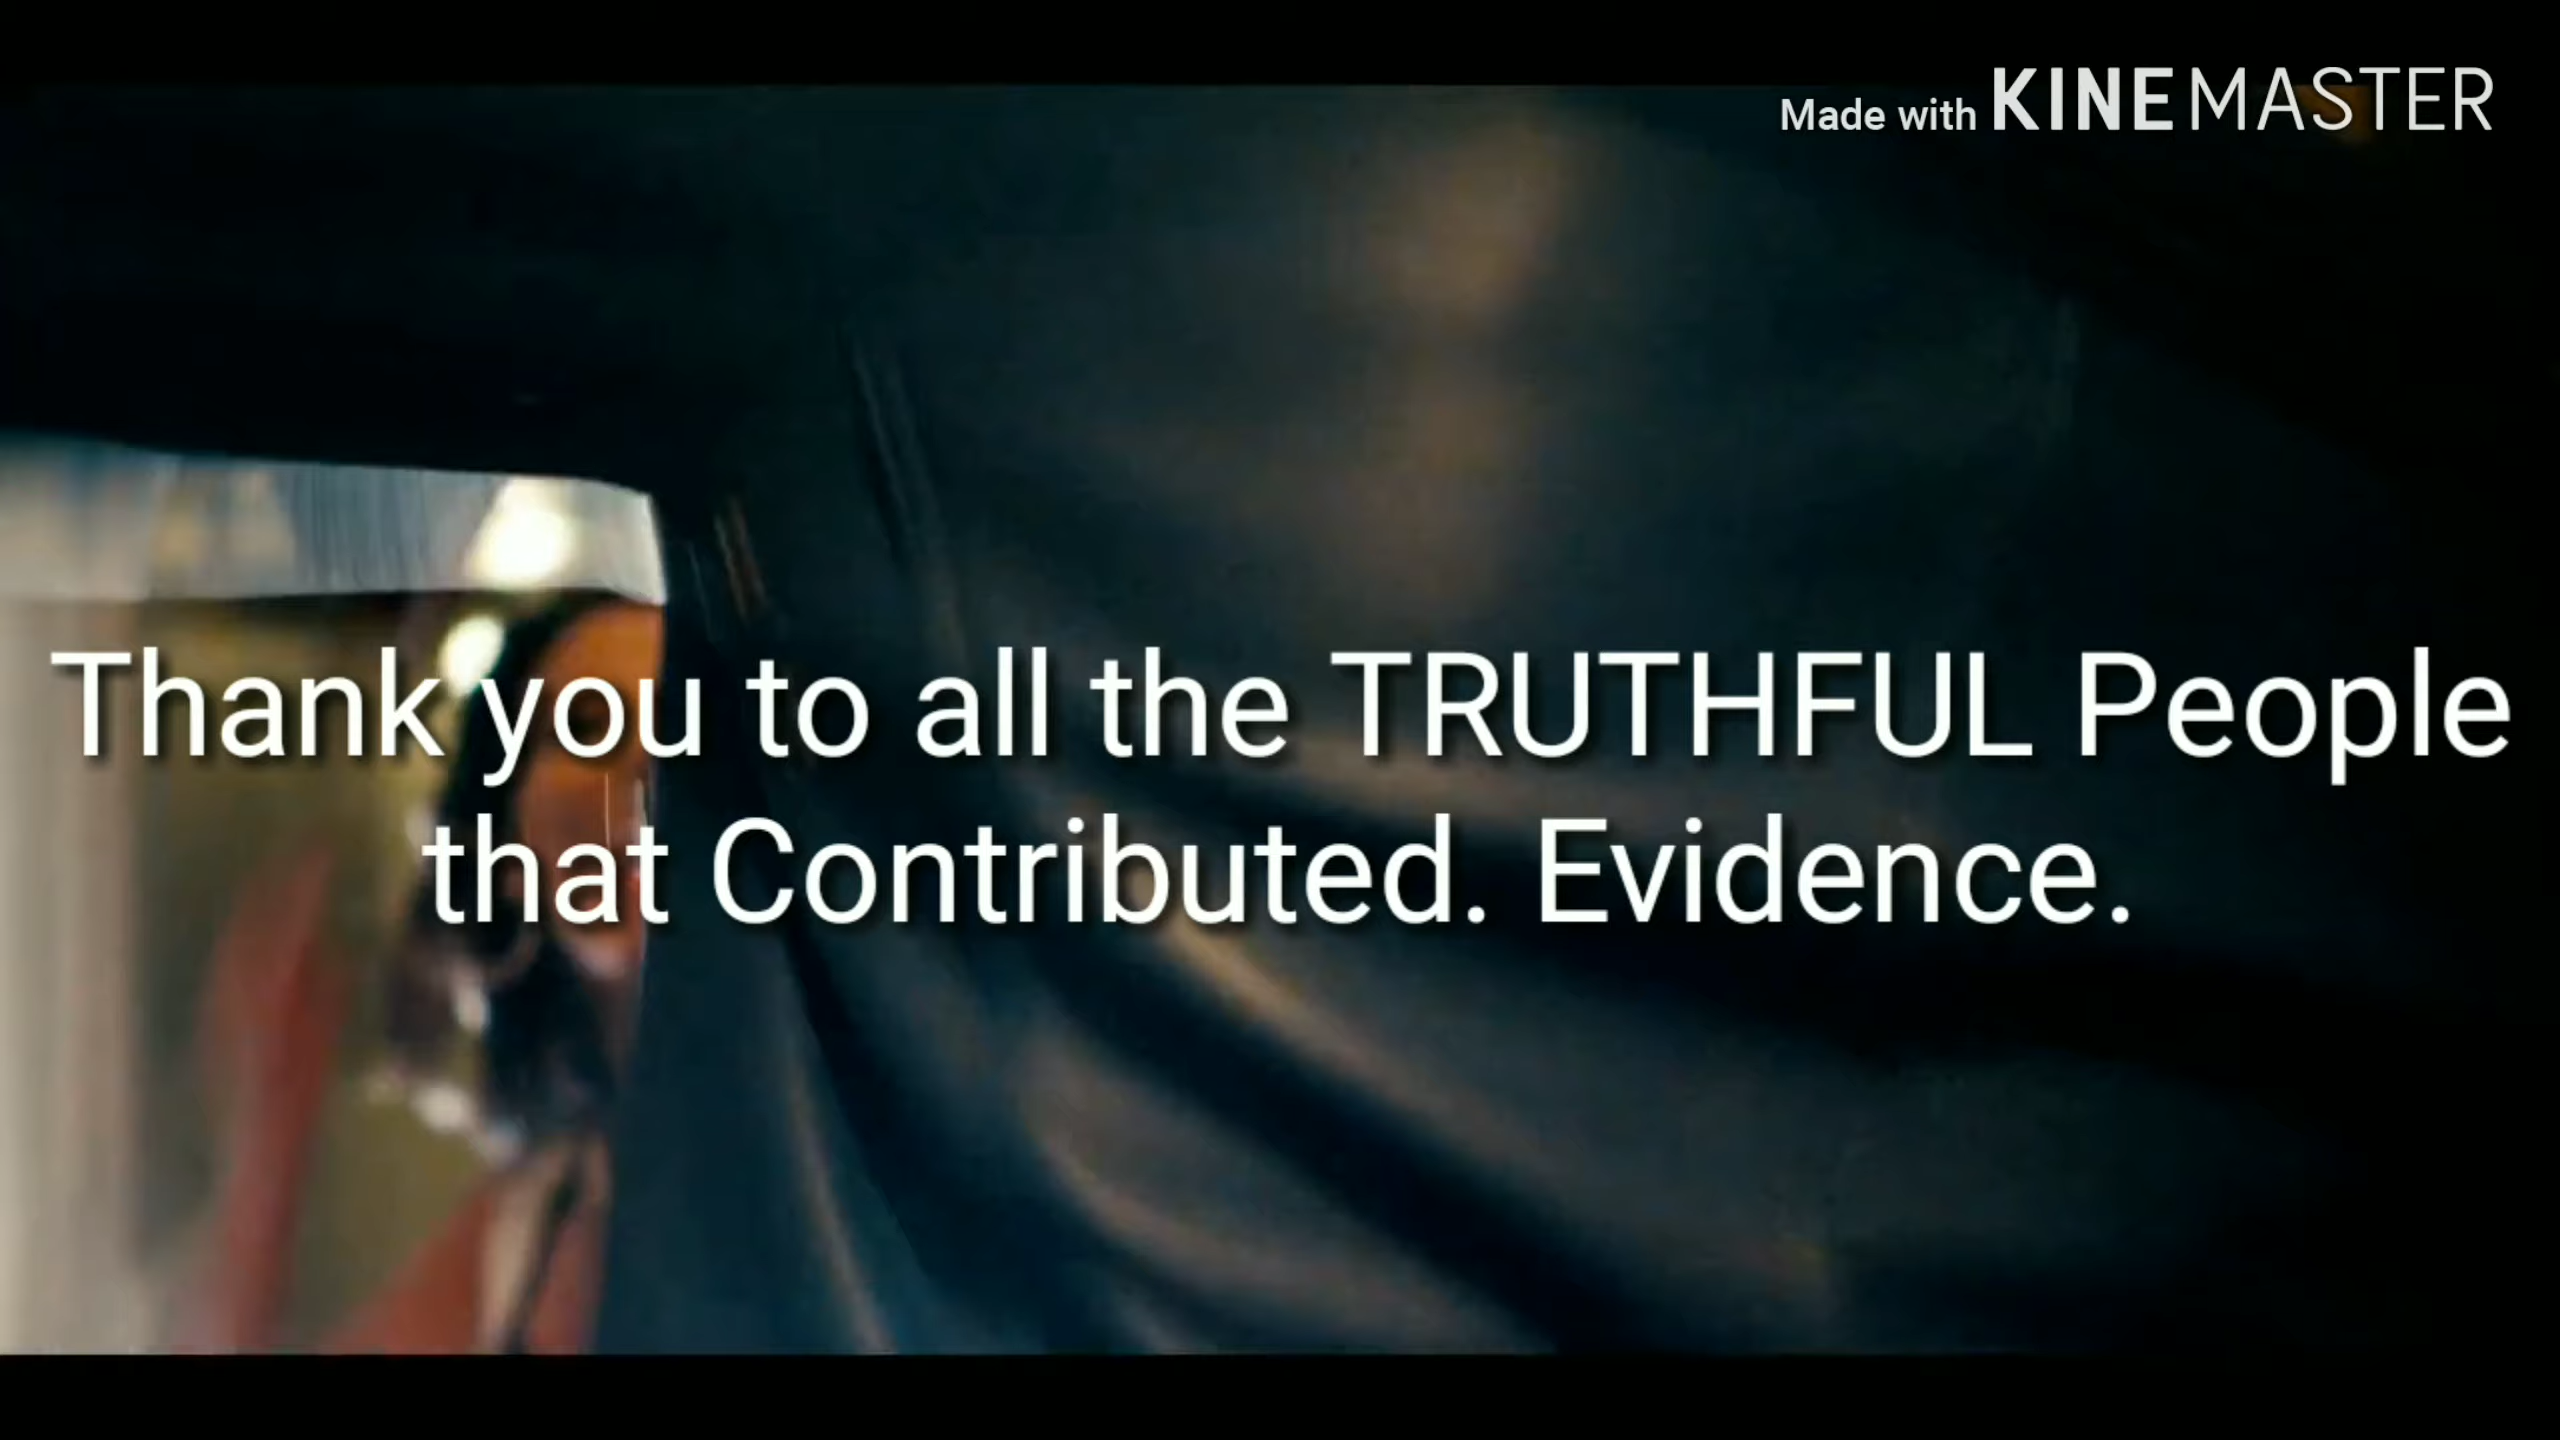 Made with KINEMASTER
Thank you to all the TRUTHFUL People
that Contributed. Evidence.